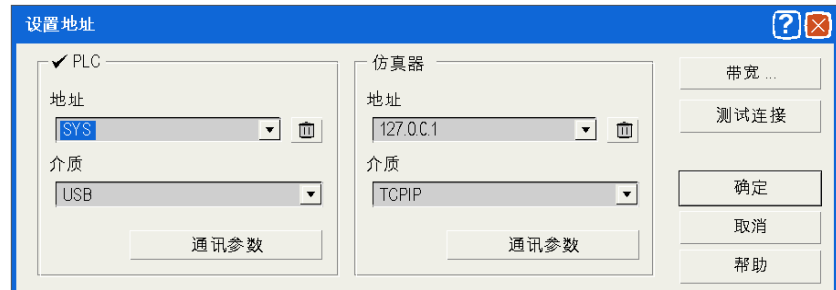 设置地址
✔ PLC
地址
SYS
介质
USB
通讯参数
仿真器
地址
127.0.0.1
介质
TCPIP
通讯参数
带宽 ...
测试连接
确定
取消
帮助